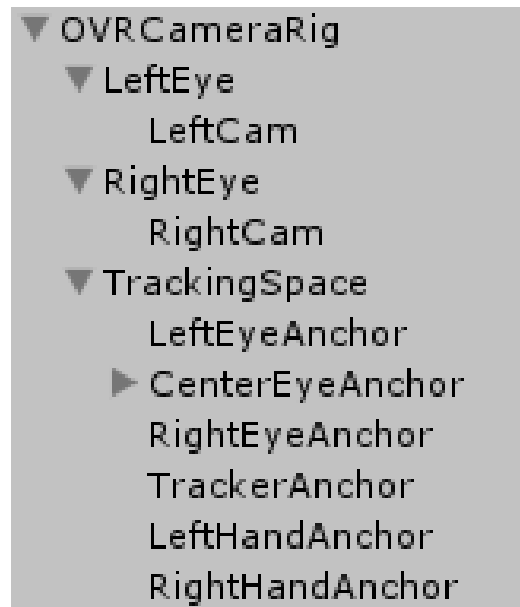 OVRCameraRig
LeftEye
LeftCam
RightEye
RightCam
TrackingSpace
LeftEyeAnchor
CenterEyeAnchor
RightEyeAnchor
TrackerAnchor
LeftHandAnchor
RightHandAnchor